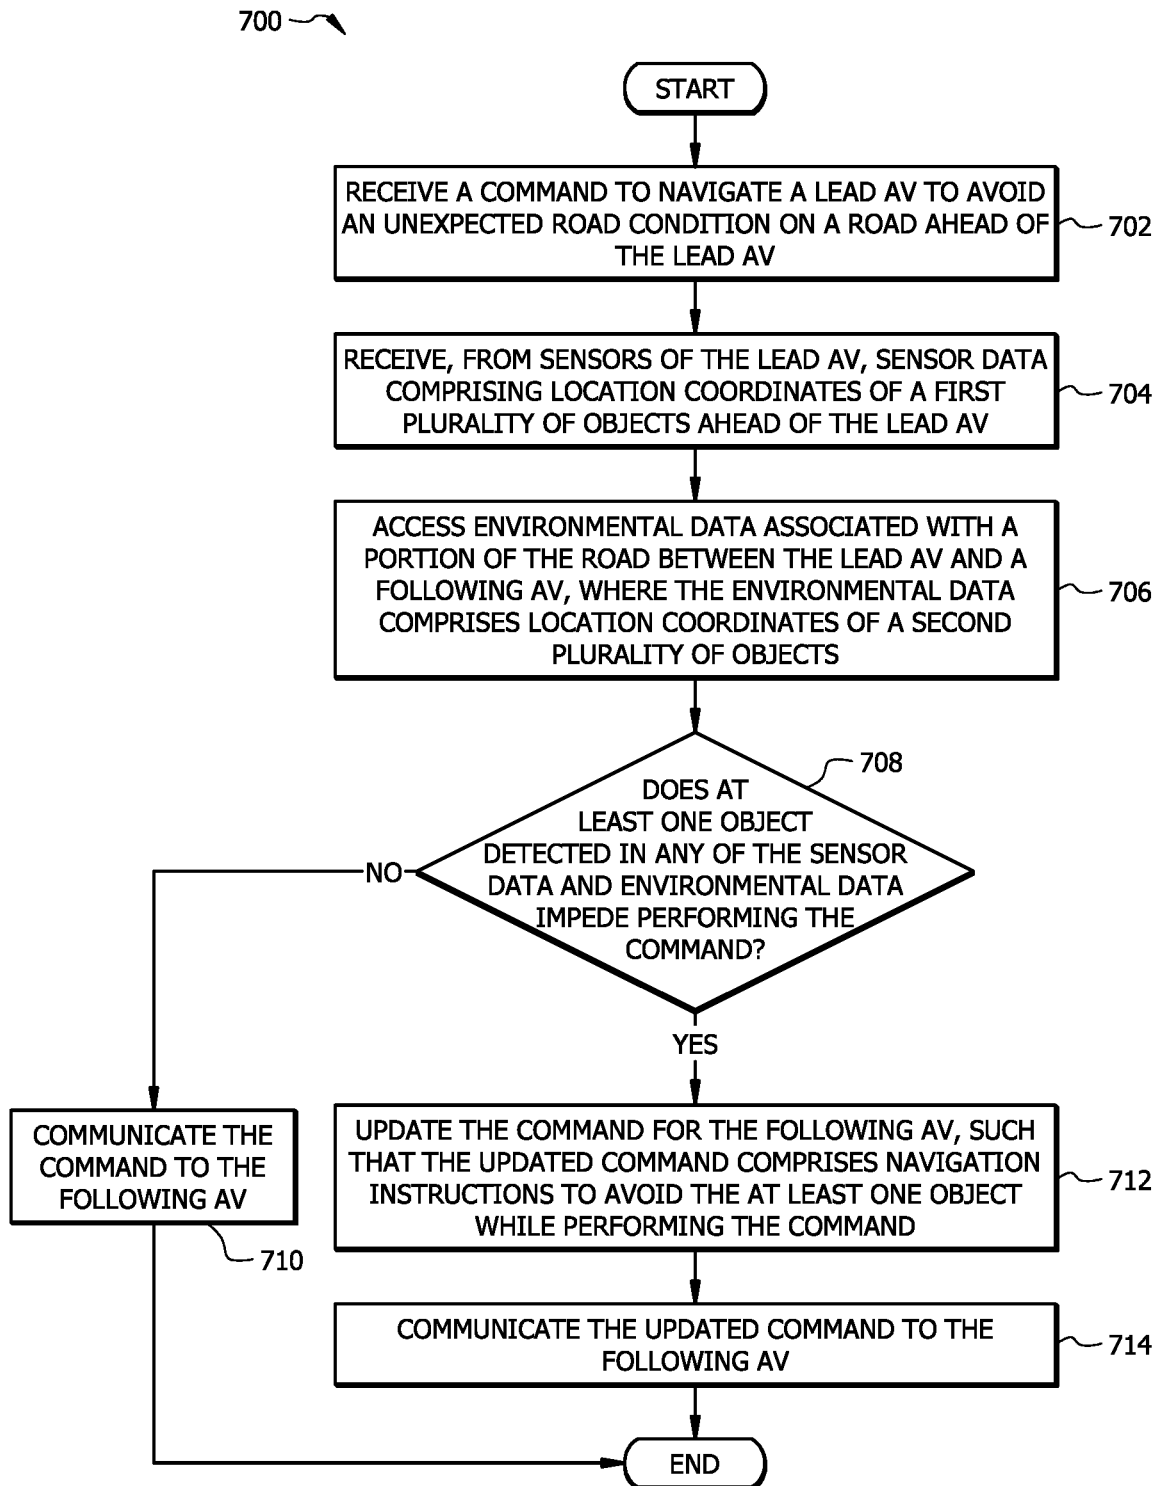 700
START
RECEIVE A COMMAND TO NAVIGATE A LEAD AV TO AVOID
AN UNEXPECTED ROAD CONDITION ON A ROAD AHEAD OF
THE LEAD AV
702
RECEIVE, FROM SENSORS OF THE LEAD AV, SENSOR DATA
COMPRISING LOCATION COORDINATES OF A FIRST
PLURALITY OF OBJECTS AHEAD OF THE LEAD AV
704
ACCESS ENVIRONMENTAL DATA ASSOCIATED WITH A
PORTION OF THE ROAD BETWEEN THE LEAD AV AND A
FOLLOWING AV, WHERE THE ENVIRONMENTAL DATA
COMPRISES LOCATION COORDINATES OF A SECOND
PLURALITY OF OBJECTS
706
708
DOES AT
LEAST ONE OBJECT
DETECTED IN ANY OF THE SENSOR
DATA AND ENVIRONMENTAL DATA
IMPEDE PERFORMING THE
COMMAND?
NO
YES
COMMUNICATE THE
COMMAND TO THE
FOLLOWING AV
710
UPDATE THE COMMAND FOR THE FOLLOWING AV, SUCH
THAT THE UPDATED COMMAND COMPRISES NAVIGATION
INSTRUCTIONS TO AVOID THE AT LEAST ONE OBJECT
WHILE PERFORMING THE COMMAND
712
COMMUNICATE THE UPDATED COMMAND TO THE
FOLLOWING AV
714
END